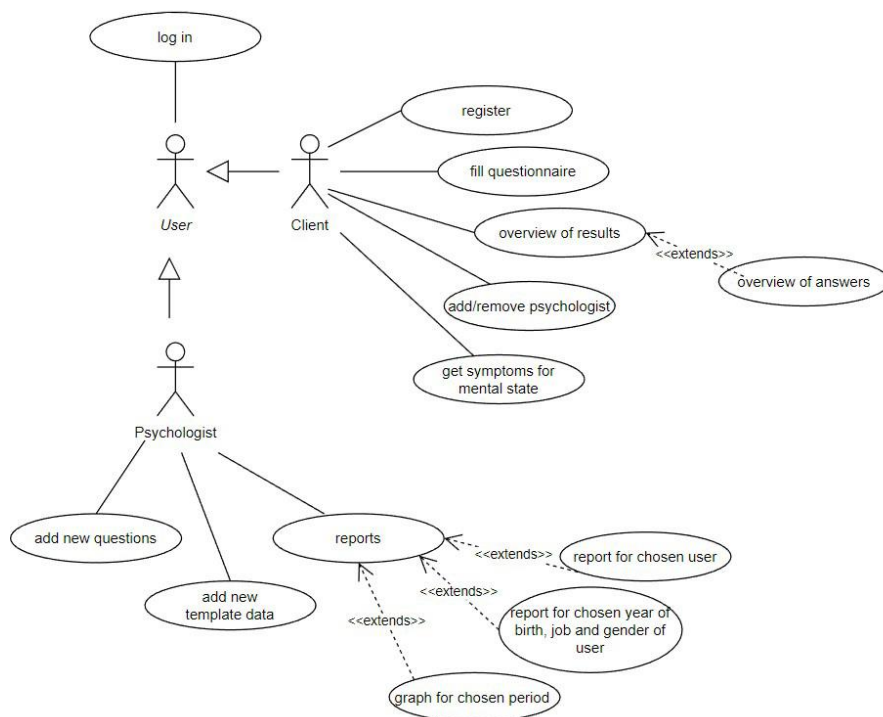 log in
register
fill questionnaire
User
Client
overview of results
<<extends>>
overview of answers
add/remove psychologist
get symptoms for
mental state
Psychologist
add new questions
reports
<<extends>>
report for chosen user
add new
template data
<<extends>>
<<extends>>
report for chosen year of
birth, job and gender of
user
graph for chosen period